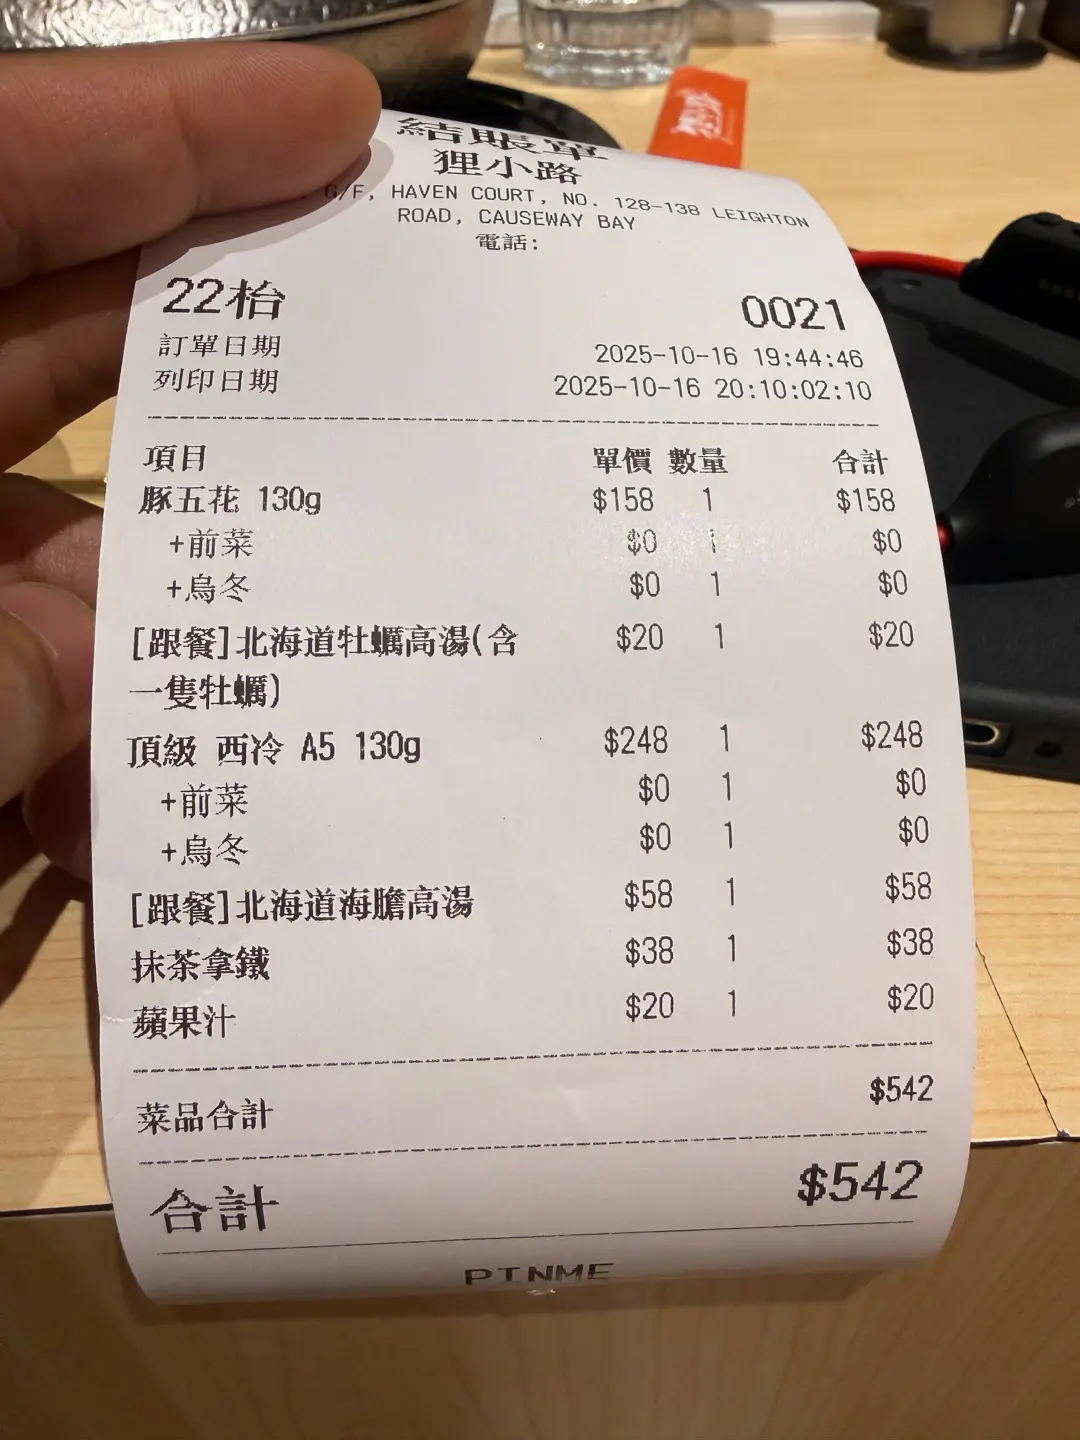 結賬單
狸小路
G/F, HAVEN COURT, NO. 128-138 LEIGHTON
ROAD, CAUSEWAY BAY
電話:
22枱 0021
訂單日期 2025-10-16 19:44:46
列印日期 2025-10-16 20:10:02:10
項目 單價 數量 合計
豚五花 130g $158 1 $158
+前菜 $0 1 $0
+烏冬 $0 1 $0
[跟餐]北海道牡蠣高湯(含 $20 1 $20
一隻牡蠣)
頂級 西冷 A5 130g $248 1 $248
+前菜 $0 1 $0
+烏冬 $0 1 $0
[跟餐]北海道海膽高湯 $58 1 $58
抹茶拿鐵 $38 1 $38
蘋果汁 $20 1 $20
菜品合計 $542
合計 $542
PINME